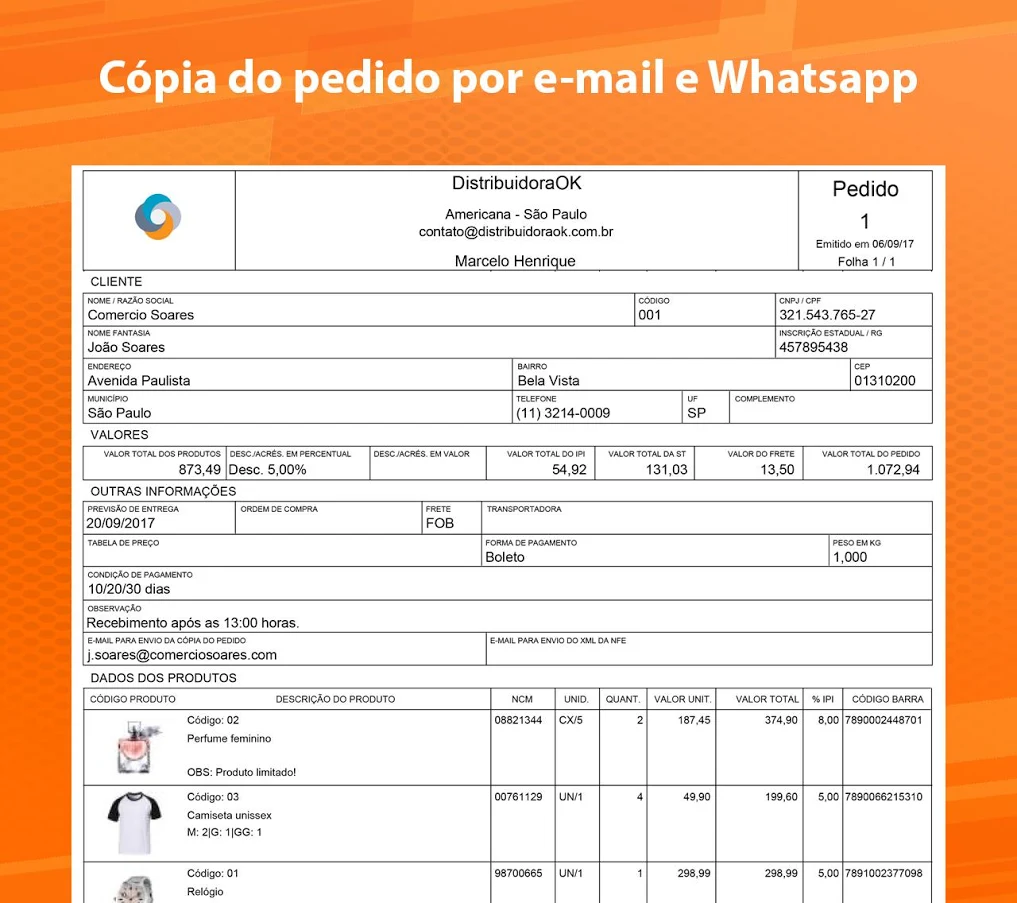 Cópia do pedido por e-mail e Whatsapp
DistribuidoraOK
Americana - São Paulo
contato@distribuidoraok.com.br
Marcelo Henrique
Pedido
1
Emitido em 06/09/17
Folha 1 / 1
CLIENTE
NOME / RAZÃO SOCIAL CÓDIGO CNPJ / CPF
Comercio Soares 001 321.543.765-27
NOME FANTASIA INSCRIÇÃO ESTADUAL / RG
João Soares 457895438
ENDEREÇO BAIRRO CEP
Avenida Paulista Bela Vista 01310200
MUNICÍPIO TELEFONE UF COMPLEMENTO
São Paulo (11) 3214-0009 SP
VALORES
VALOR TOTAL DOS PRODUTOS DESC./ACRÉS. EM PERCENTUAL DESC./ACRÉS. EM VALOR VALOR TOTAL DO IPI VALOR TOTAL DA ST VALOR DO FRETE VALOR TOTAL DO PEDIDO
873,49 Desc. 5,00% 54,92 131,03 13,50 1.072,94
OUTRAS INFORMAÇÕES
PREVISÃO DE ENTREGA ORDEM DE COMPRA FRETE TRANSPORTADORA
20/09/2017 FOB
TABELA DE PREÇO FORMA DE PAGAMENTO PESO EM KG
Boleto 1,000
CONDIÇÃO DE PAGAMENTO
10/20/30 dias
OBSERVAÇÃO
Recebimento após as 13:00 horas.
E-MAIL PARA ENVIO DA CÓPIA DO PEDIDO E-MAIL PARA ENVIO DO XML DA NFE
j.soares@comerciosoares.com
DADOS DOS PRODUTOS
CÓDIGO PRODUTO DESCRIÇÃO DO PRODUTO NCM UNID. QUANT. VALOR UNIT. VALOR TOTAL % IPI CÓDIGO BARRA
Código: 02 08821344 CX/5 2 187,45 374,90 8,00 7890002448701
Perfume feminino
OBS: Produto limitado!
Código: 03 00761129 UN/1 4 49,90 199,60 5,00 7890066215310
Camiseta unissex
M: 2|G: 1|GG: 1
Código: 01 98700665 UN/1 1 298,99 298,99 5,00 7891002377098
Relógio